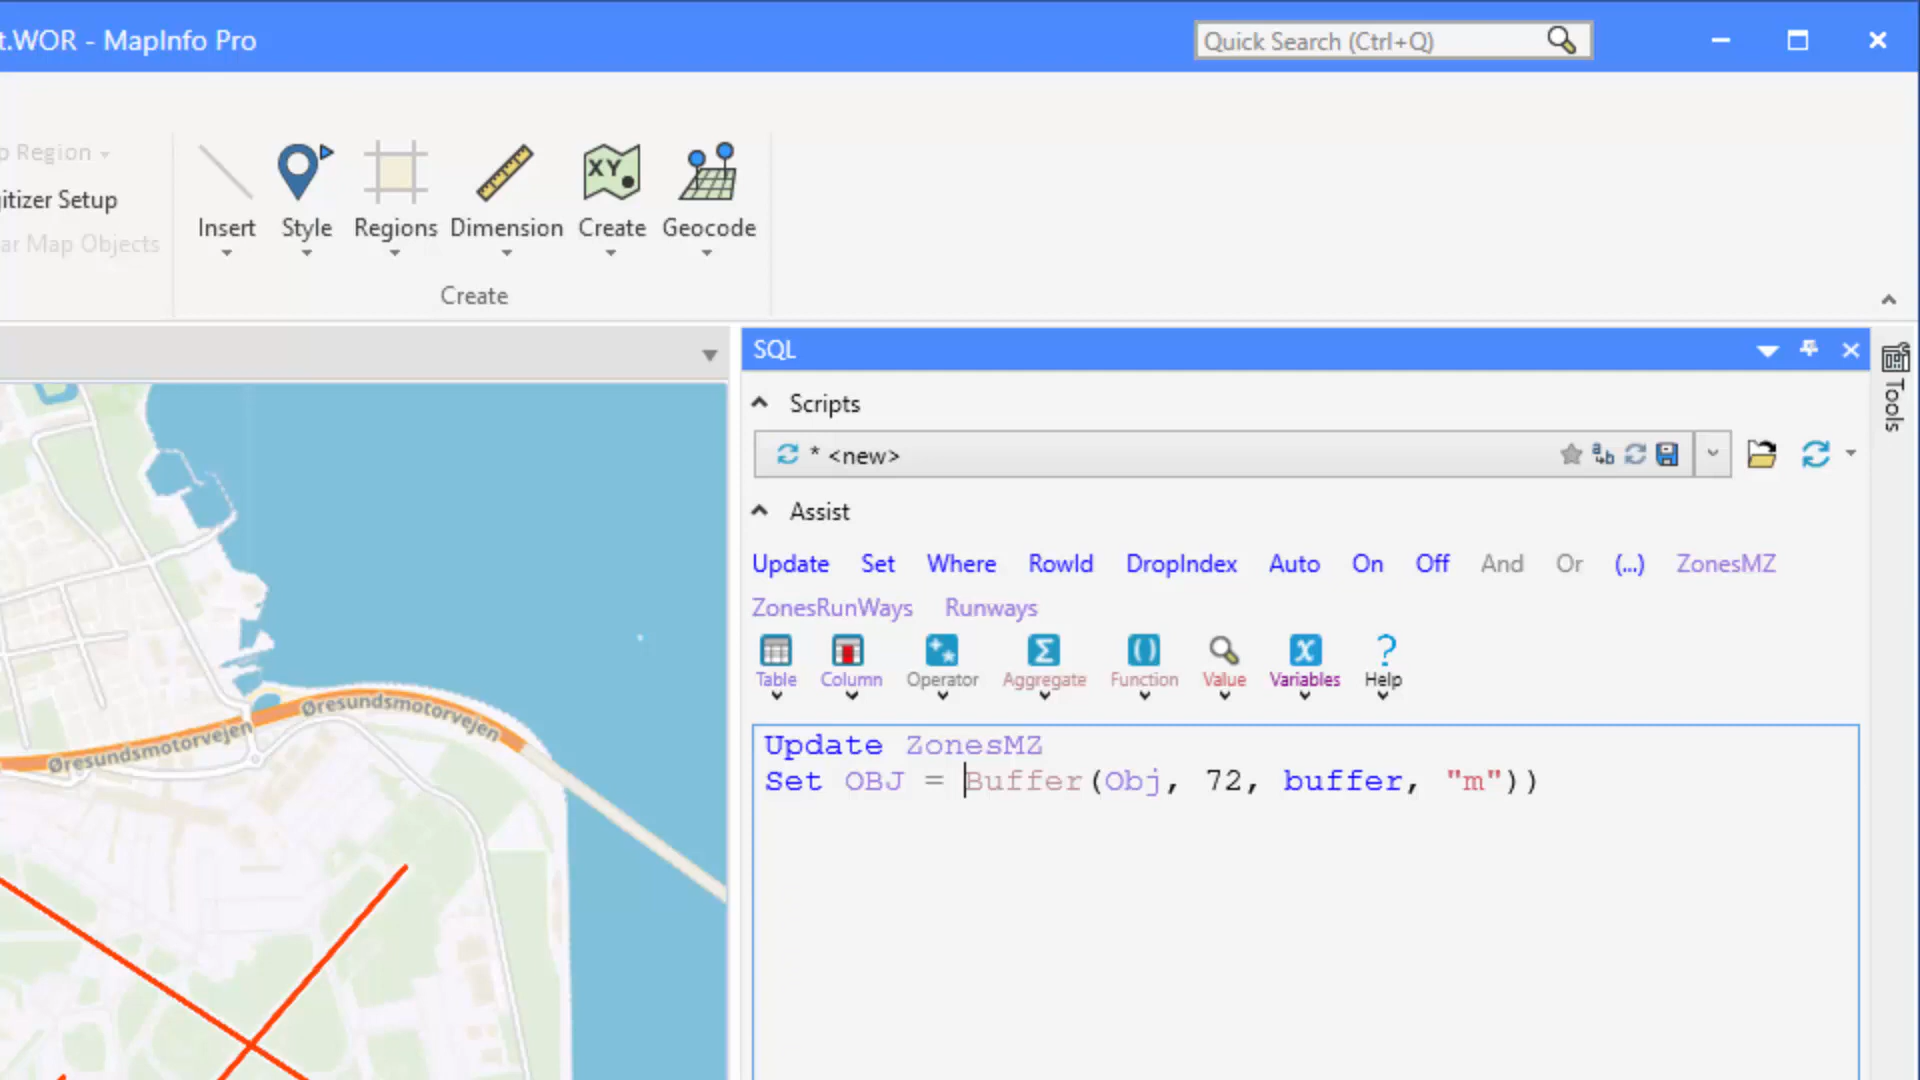 t.WOR - MapInfo Pro
Quick Search (Ctrl+Q)
p Region
gitizer Setup
ar Map Objects
Insert Style Regions Dimension Create Geocode
XY
Create
SQL
Tools
Scripts
* <new>
Assist
Update Set Where RowId DropIndex Auto On Off And Or (...) ZonesMZ
ZonesRunWays Runways
Table Column Operator Aggregate Function Value Variables Help
Update ZonesMZ
Set OBJ = Buffer(Obj, 72, buffer, "m"))
Øresundsmotorvejen
Øresundsmotorvejen